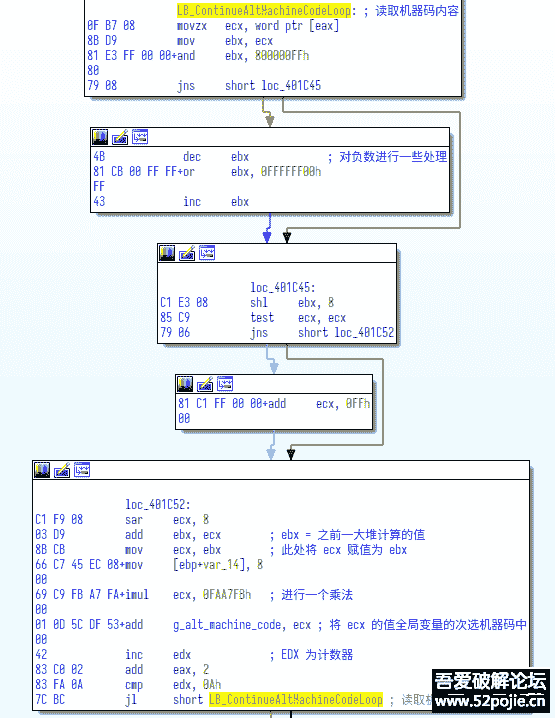 LB_ContinueAltMachineCodeLoop: ; 读取机器码内容
0F B7 08 movzx ecx, word ptr [eax]
8B D9 mov ebx, ecx
81 E3 FF 00 00+and ebx, 800000FFh
80
79 08 jns short loc_401C45
4B dec ebx ; 对负数进行一些处理
81 CB 00 FF FF+or ebx, 0FFFFFF00h
FF
43 inc ebx
loc_401C45:
C1 E3 08 shl ebx, 8
85 C9 test ecx, ecx
79 06 jns short loc_401C52
81 C1 FF 00 00+add ecx, 0FFh
00
loc_401C52:
C1 F9 08 sar ecx, 8
03 D9 add ebx, ecx ; ebx = 之前一大堆计算的值
8B CB mov ecx, ebx ; 此处将 ecx 赋值为 ebx
66 C7 45 EC 08+mov [ebp+var_14], 8
00
69 C9 FB A7 FA+imul ecx, 0FAA7FBh ; 进行一个乘法
00
01 0D 5C DF 53+add g_alt_machine_code, ecx ; 将 ecx 的值全局变量的次选机器码中
00
42 inc edx ; EDX 为计数器
83 C0 02 add eax, 2
83 FA 0A cmp edx, 0Ah
7C BC jl short LB_ContinueAltMachineCodeLoop ; 读取
吾爱破解论坛
www.52pojie.cn